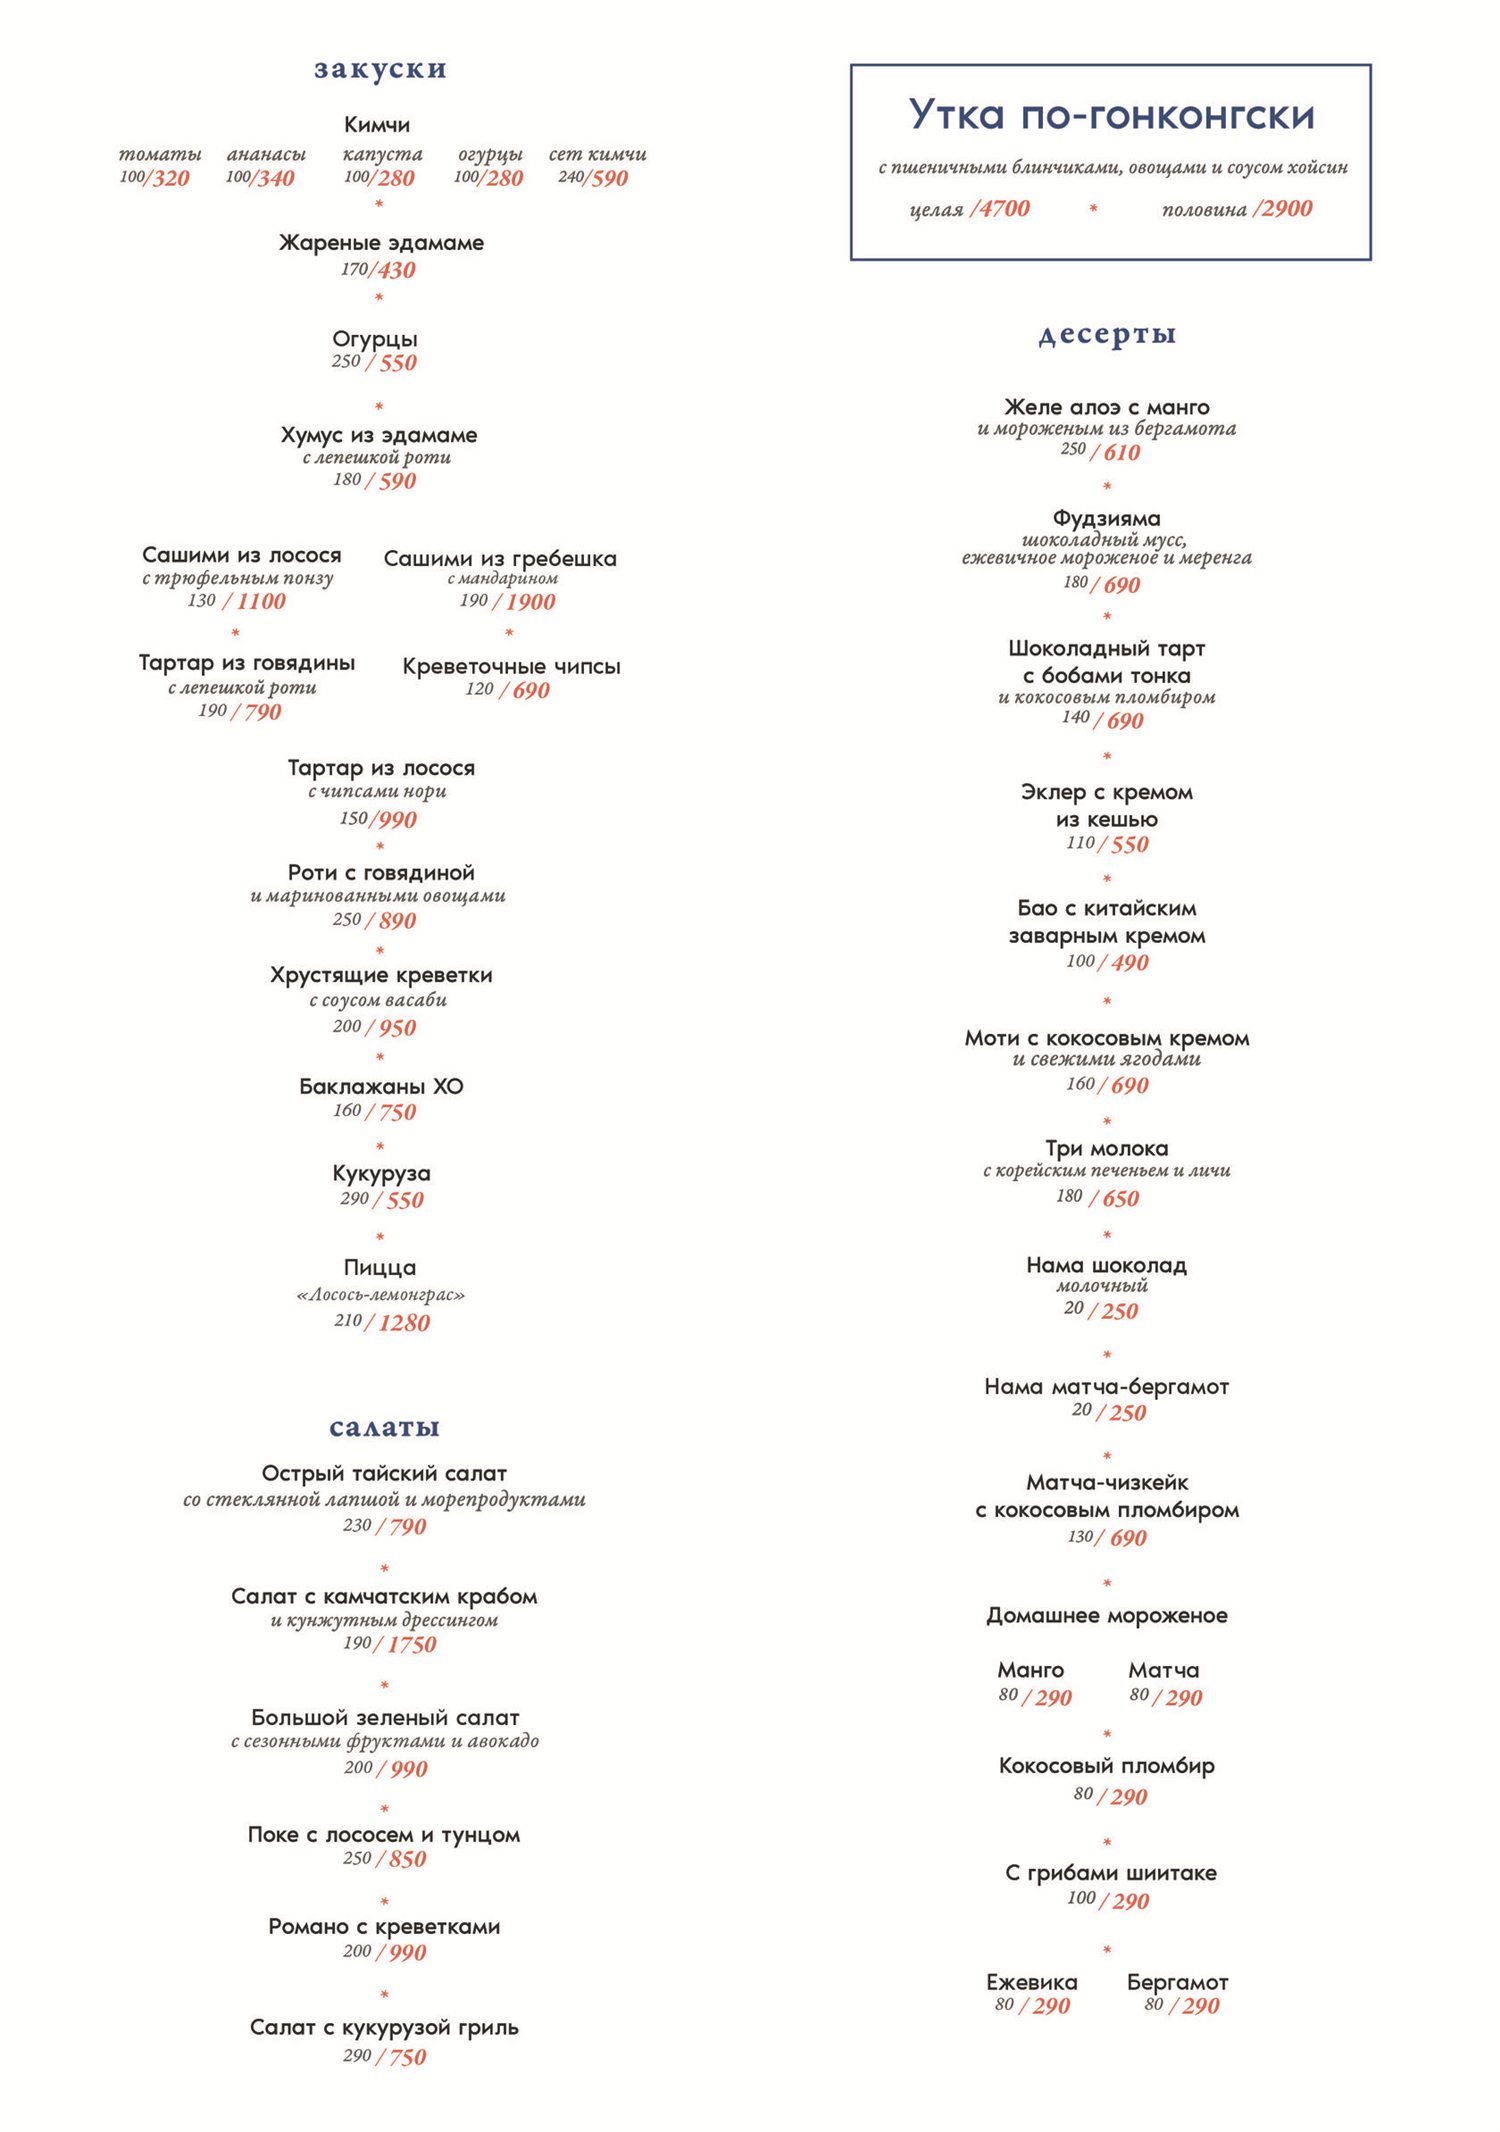 закуски
Кимчи
томаты ананасы капуста огурцы сет кимчи
100/320 100/340 100/280 100/280 240/590
*
Жареные эдамаме
170/430
*
Огурцы
250 / 550
*
Хумус из эдамаме
с лепешкой роти
180 / 590
Сашими из лосося
с трюфельным понзу
130 / 1100
*
Сашими из гребешка
с мандарином
190 / 1900
*
Тартар из говядины
с лепешкой роти
190 / 790
Креветочные чипсы
120 / 690
Тартар из лосося
с чипсами нори
150/990
*
Роти с говядиной
и маринованными овощами
250 / 890
*
Хрустящие креветки
с соусом васаби
200 / 950
*
Баклажаны ХО
160 / 750
*
Кукуруза
290 / 550
*
Пицца
«Лосось-лемонграс»
210 / 1280
салаты
Острый тайский салат
со стеклянной лапшой и морепродуктами
230 / 790
*
Салат с камчатским крабом
и кунжутным дрессингом
190 / 1750
*
Большой зеленый салат
с сезонными фруктами и авокадо
200 / 990
*
Поке с лососем и тунцом
250 / 850
*
Романо с креветками
200 / 990
*
Салат с кукурузой гриль
290 / 750
Утка по-гонконгски
с пшеничными блинчиками, овощами и соусом хойсин
целая /4700 * половина /2900
десерты
Желе алоэ с манго
и мороженым из бергамота
250 / 610
*
Фудзияма
шоколадный мусс,
ежевичное мороженое и меренга
180 / 690
*
Шоколадный тарт
с бобами тонка
и кокосовым пломбиром
140 / 690
*
Эклер с кремом
из кешью
110 / 550
*
Бао с китайским
заварным кремом
100 / 490
*
Моти с кокосовым кремом
и свежими ягодами
160 / 690
*
Три молока
с корейским печеньем и личи
180 / 650
*
Нама шоколад
молочный
20 / 250
*
Нама матча-бергамот
20 / 250
*
Матча-чизкейк
с кокосовым пломбиром
130 / 690
*
Домашнее мороженое
Манго Матча
80 / 290 80 / 290
*
Кокосовый пломбир
80 / 290
*
С грибами шиитаке
100 / 290
*
Ежевика Бергамот
80 / 290 80 / 290